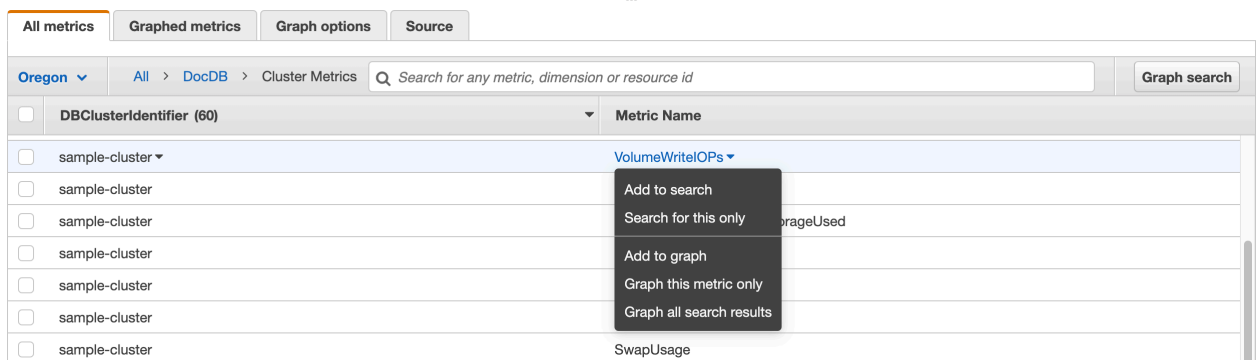 All metrics Graphed metrics Graph options Source
Oregon All > DocDB > Cluster Metrics Search for any metric, dimension or resource id Graph search
DBClusterIdentifier (60) Metric Name
sample-cluster VolumeWriteIOPs
sample-cluster Add to search
sample-cluster Search for this only
sample-cluster Add to graph
sample-cluster Graph this metric only
sample-cluster Graph all search results
sample-cluster SwapUsage